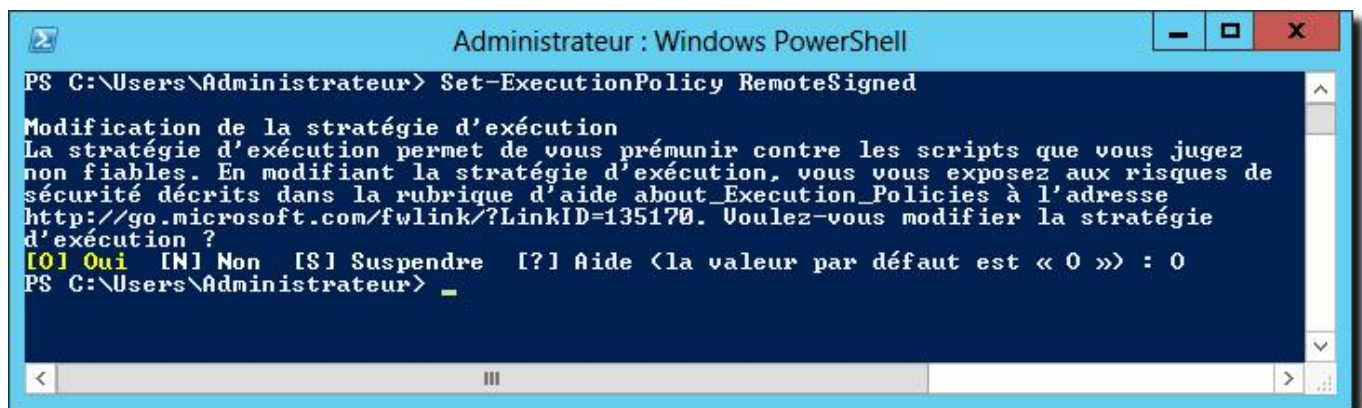 Administrateur : Windows PowerShell
PS C:\Users\Administrateur> Set-ExecutionPolicy RemoteSigned
Modification de la stratégie d'exécution
La stratégie d'exécution permet de vous prémunir contre les scripts que vous jugez
non fiables. En modifiant la stratégie d'exécution, vous vous exposez aux risques de
sécurité décrits dans la rubrique d'aide about_Execution_Policies à l'adresse
http://go.microsoft.com/fwlink/?LinkID=135170. Voulez-vous modifier la stratégie
d'exécution ?
[O] Oui  [N] Non  [S] Suspendre  [?] Aide (la valeur par défaut est « O ») : O
PS C:\Users\Administrateur> _